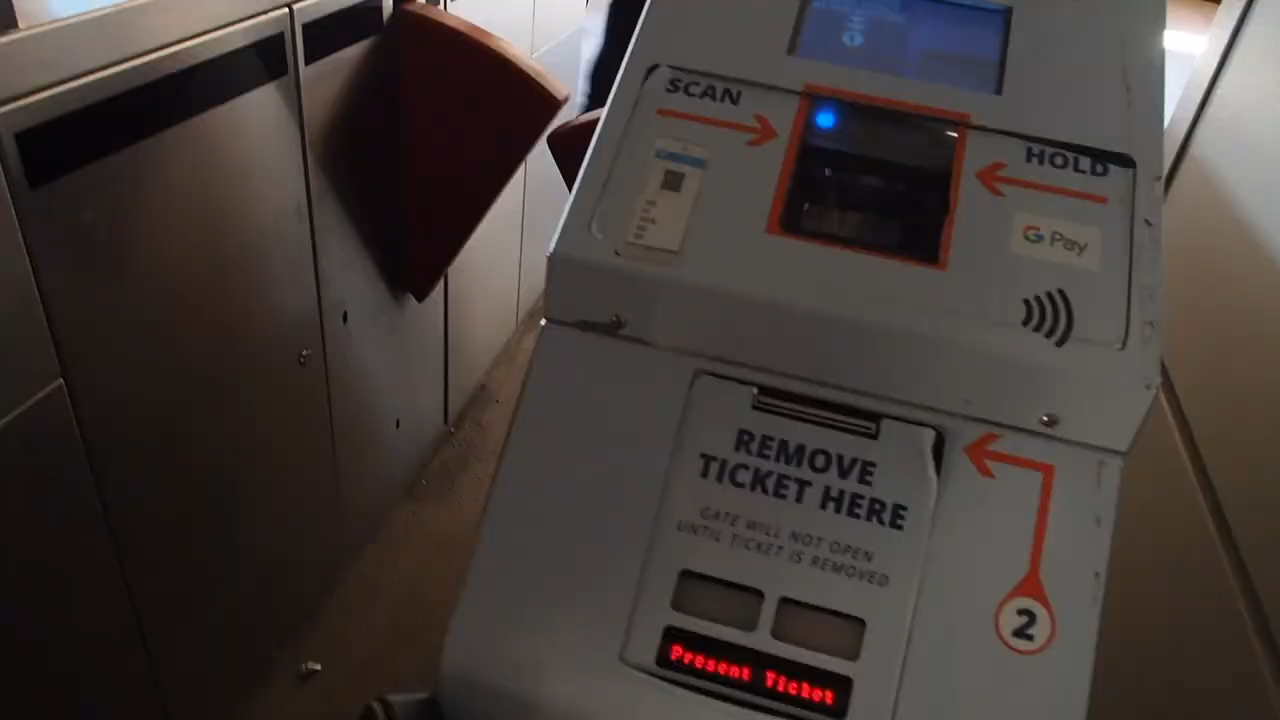 SCAN
HOLD
G Pay
REMOVE
TICKET HERE
GATE WILL NOT OPEN
UNTIL TICKET IS REMOVED
2
Present Ticket